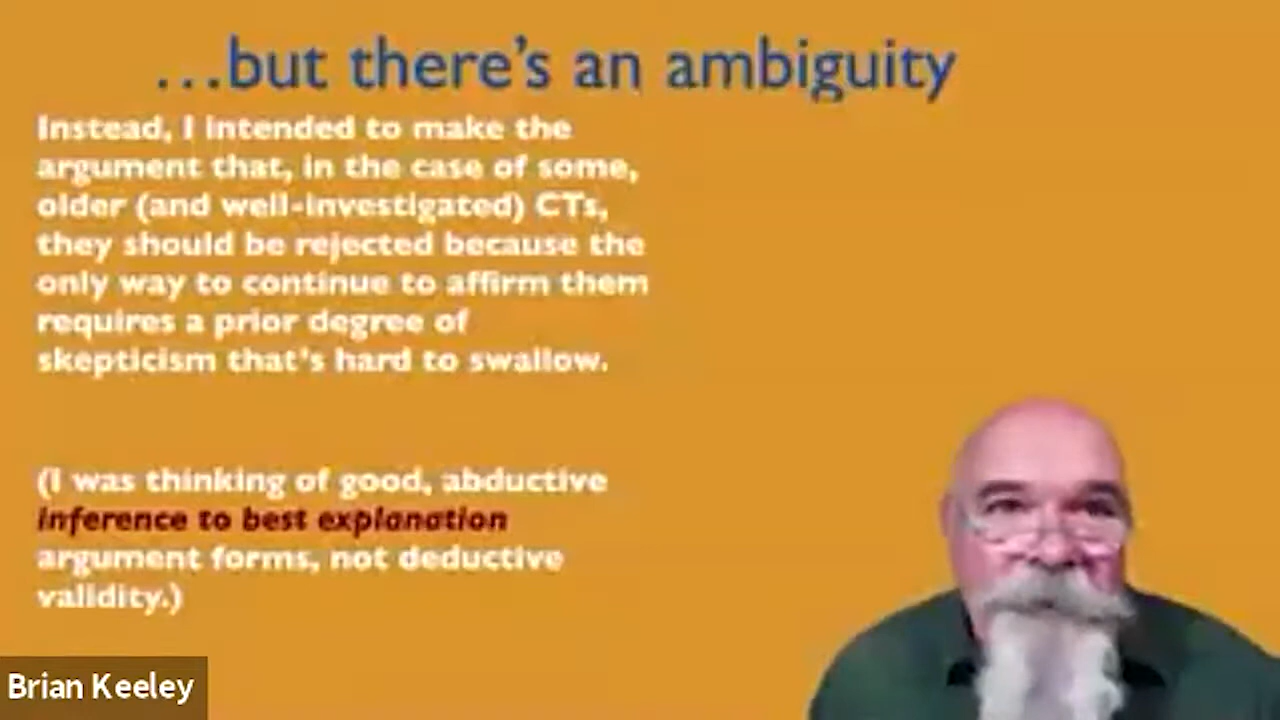 ...but there's an ambiguity
Instead, I intended to make the
argument that, in the case of some,
older (and well-investigated) CTs,
they should be rejected because the
only way to continue to affirm them
requires a prior degree of
skepticism that's hard to swallow.
(I was thinking of good, abductive
inference to best explanation
argument forms, not deductive
validity.)
Brian Keeley